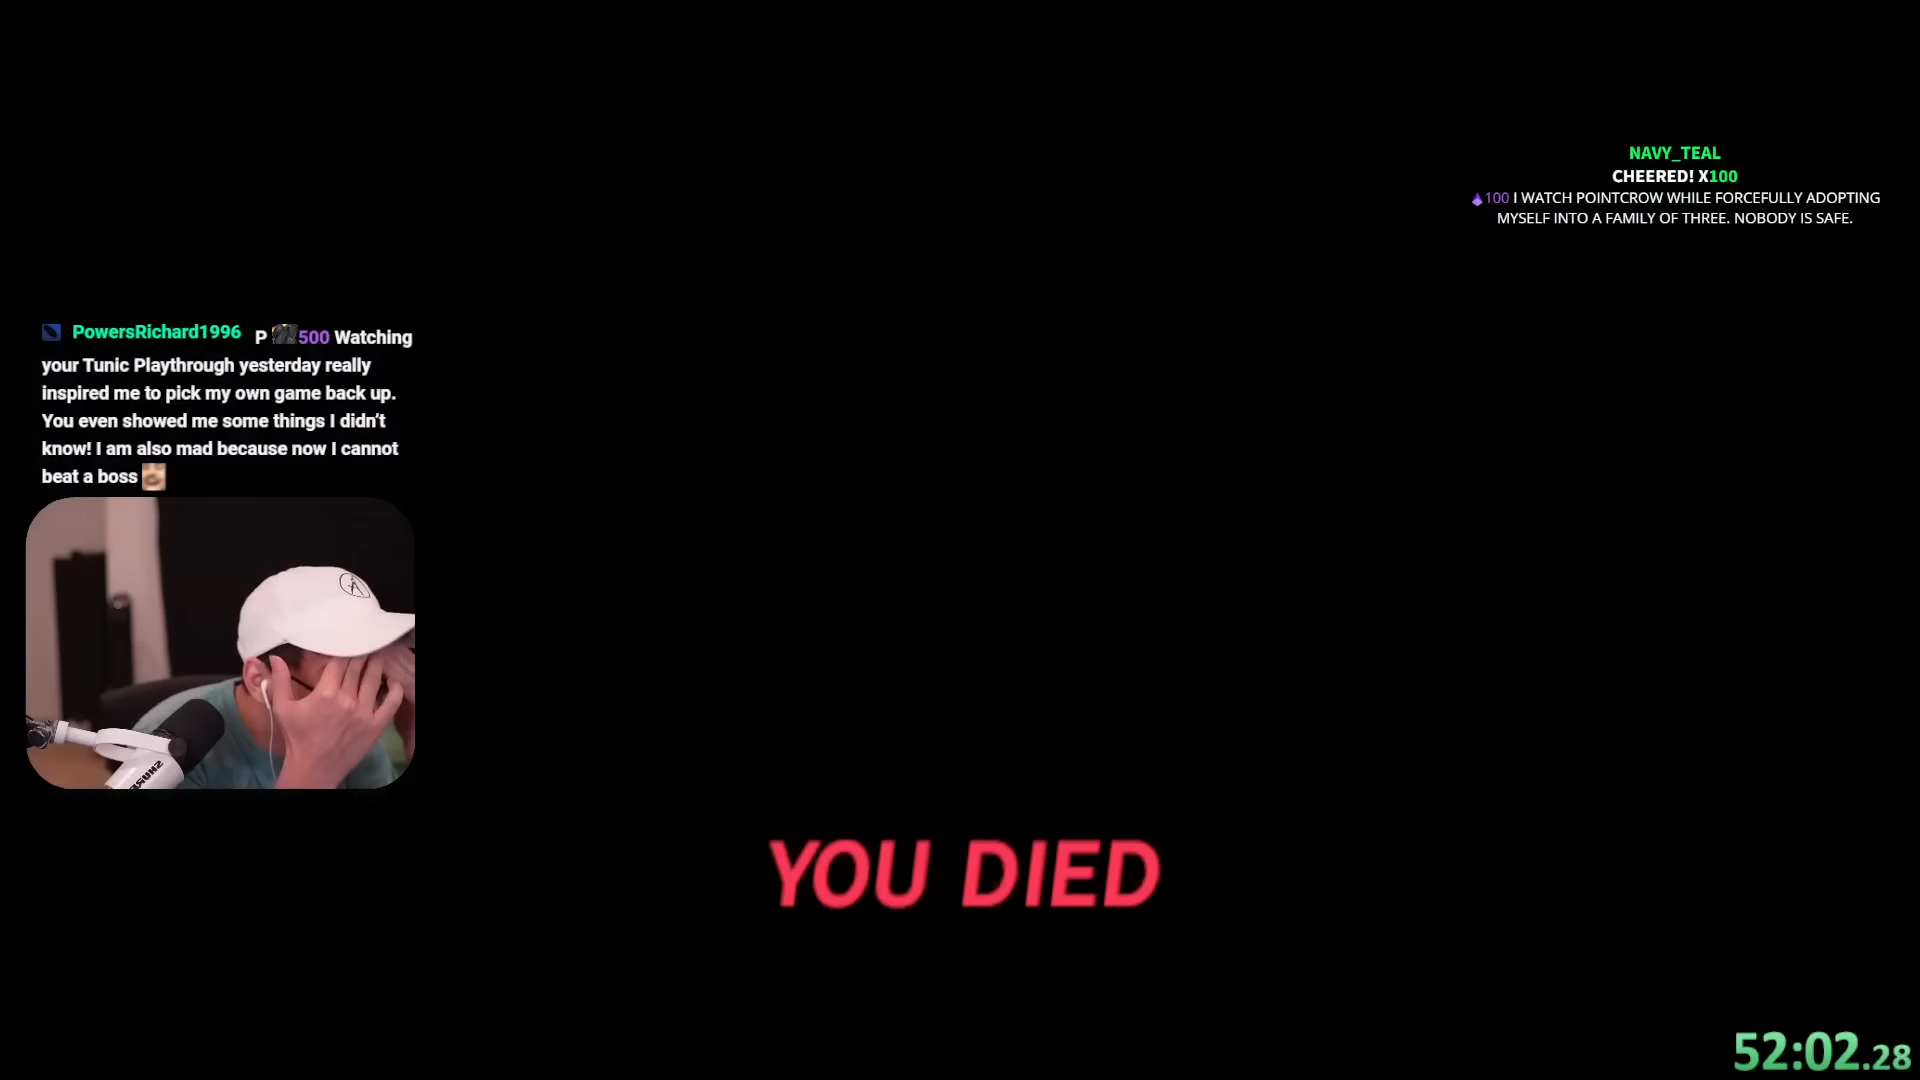 NAVY_TEAL
CHEERED! X100
100 I WATCH POINTCROW WHILE FORCEFULLY ADOPTING
MYSELF INTO A FAMILY OF THREE. NOBODY IS SAFE.
PowersRichard1996 P 500 Watching
your Tunic Playthrough yesterday really
inspired me to pick my own game back up.
You even showed me some things I didn't
know! I am also mad because now I cannot
beat a boss
SHURE
YOU DIED
52:02.28